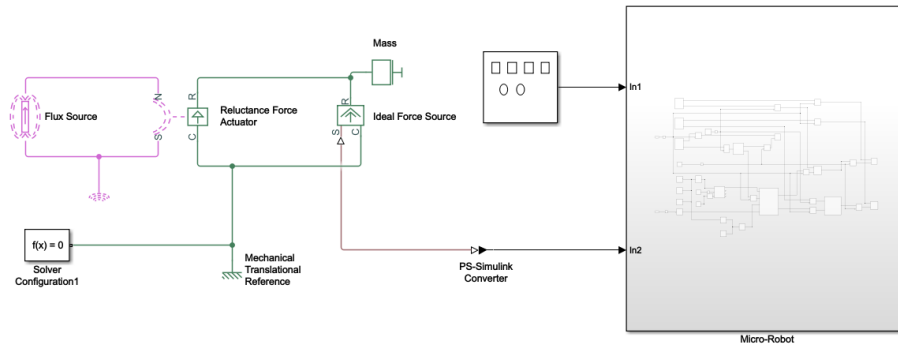 Mass
N
R
R
Flux Source
Reluctance Force
Actuator
Ideal Force Source
S
C
S
C
In1
f(x) = 0
Solver
Configuration1
Mechanical
Translational
Reference
PS-Simulink
Converter
In2
Micro-Robot